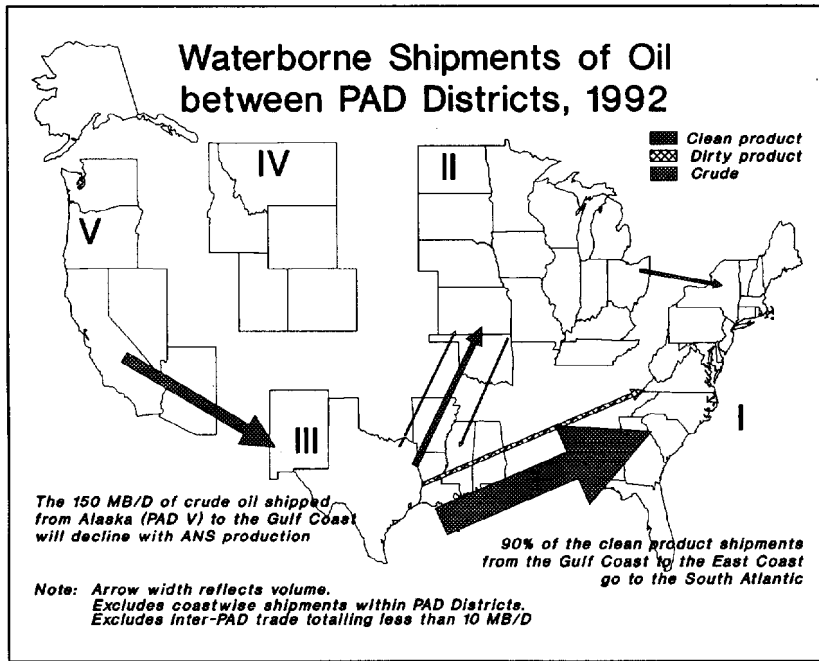 Waterborne Shipments of Oil
between PAD Districts, 1992
Clean product
Dirty product
Crude
IV
II
V
III
I
The 150 MB/D of crude oil shipped
from Alaska (PAD V) to the Gulf Coast
will decline with ANS production
90% of the clean product shipments
from the Gulf Coast to the East Coast
go to the South Atlantic
Note: Arrow width reflects volume.
Excludes coastwise shipments within PAD Districts.
Excludes Inter-PAD trade totalling less than 10 MB/D